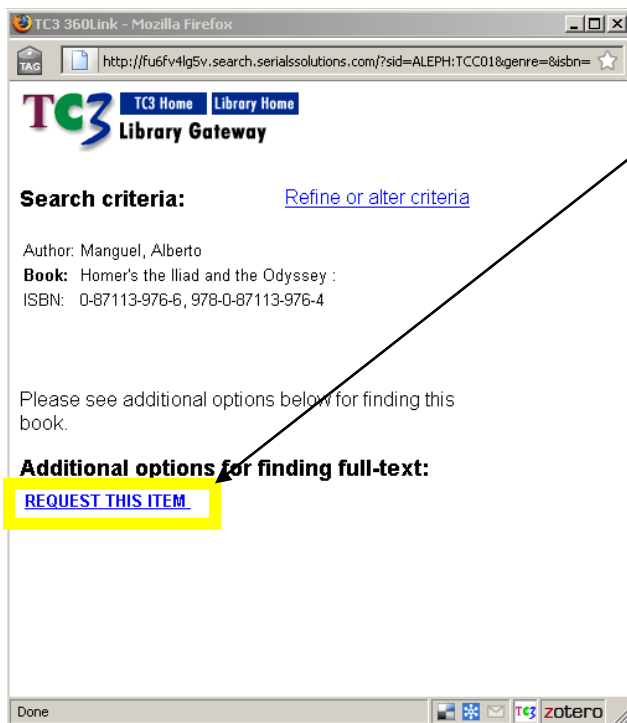 TC3 360Link - Mozilla Firefox
TAG http://fu6fv4lg5v.search.serialssolutions.com/?sid=ALEPH:TCC01&genre=&isbn=
TC3 TC3 Home Library Home
Library Gateway
Search criteria: Refine or alter criteria
Author: Manguel, Alberto
Book: Homer's the Iliad and the Odyssey :
ISBN: 0-87113-976-6, 978-0-87113-976-4
Please see additional options below for finding this
book.
Additional options for finding full-text:
REQUEST THIS ITEM
Done TC3 zotero